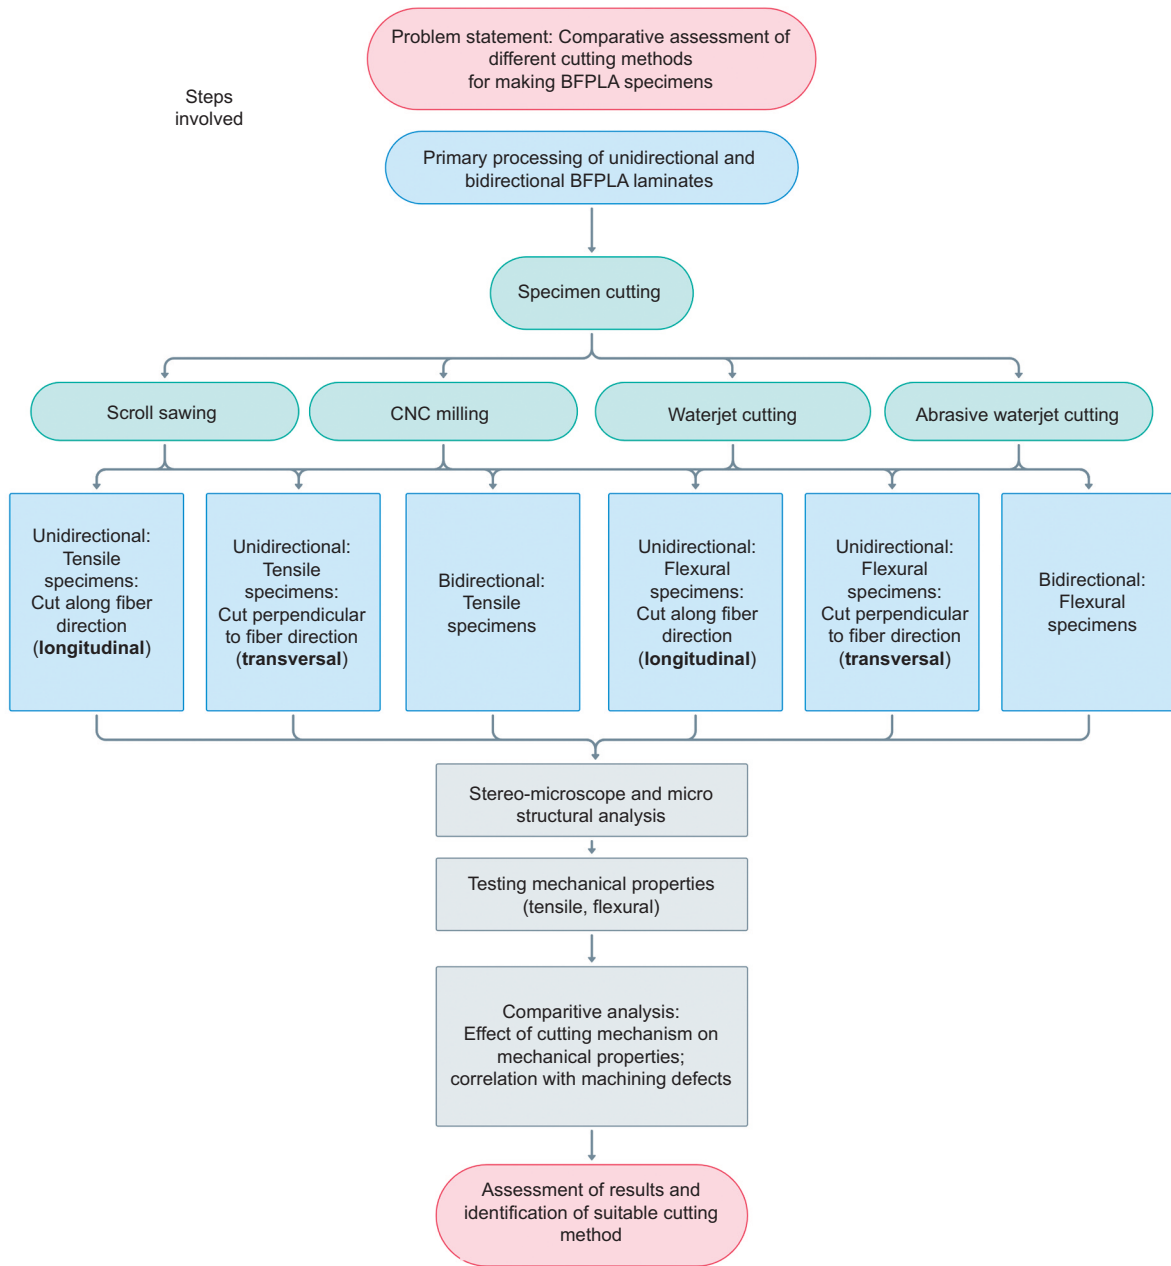 Problem statement: Comparative assessment of
different cutting methods
for making BFPLA specimens
Steps
involved
Primary processing of unidirectional and
bidirectional BFPLA laminates
Specimen cutting
Scroll sawing
CNC milling
Waterjet cutting
Abrasive waterjet cutting
Unidirectional:
Tensile
specimens:
Cut along fiber
direction
(longitudinal)
Unidirectional:
Tensile
specimens:
Cut perpendicular
to fiber direction
(transversal)
Bidirectional:
Tensile
specimens
Unidirectional:
Flexural
specimens:
Cut along fiber
direction
(longitudinal)
Unidirectional:
Flexural
specimens:
Cut perpendicular
to fiber direction
(transversal)
Bidirectional:
Flexural
specimens
Stereo-microscope and micro
structural analysis
Testing mechanical properties
(tensile, flexural)
Comparitive analysis:
Effect of cutting mechanism on
mechanical properties;
correlation with machining defects
Assessment of results and
identification of suitable cutting
method